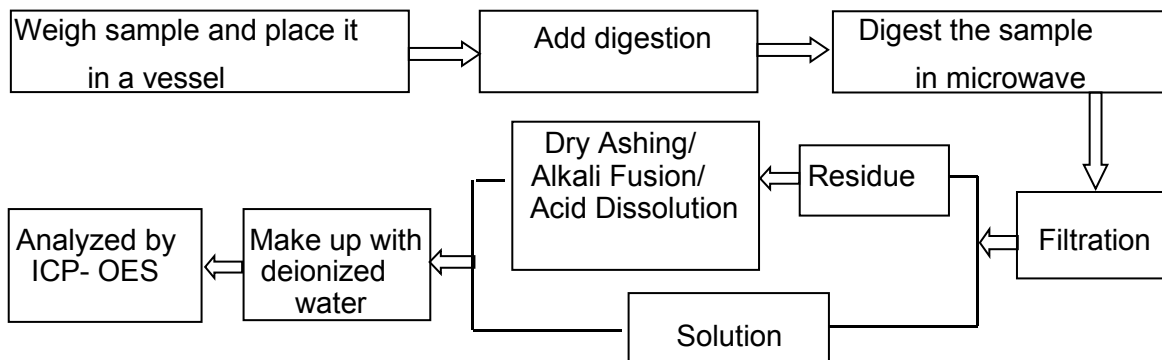 Weigh sample and place it
in a vessel
Add digestion
Digest the sample
in microwave
Filtration
Residue
Dry Ashing/
Alkali Fusion/
Acid Dissolution
Solution
Make up with
deionized
water
Analyzed by
ICP- OES